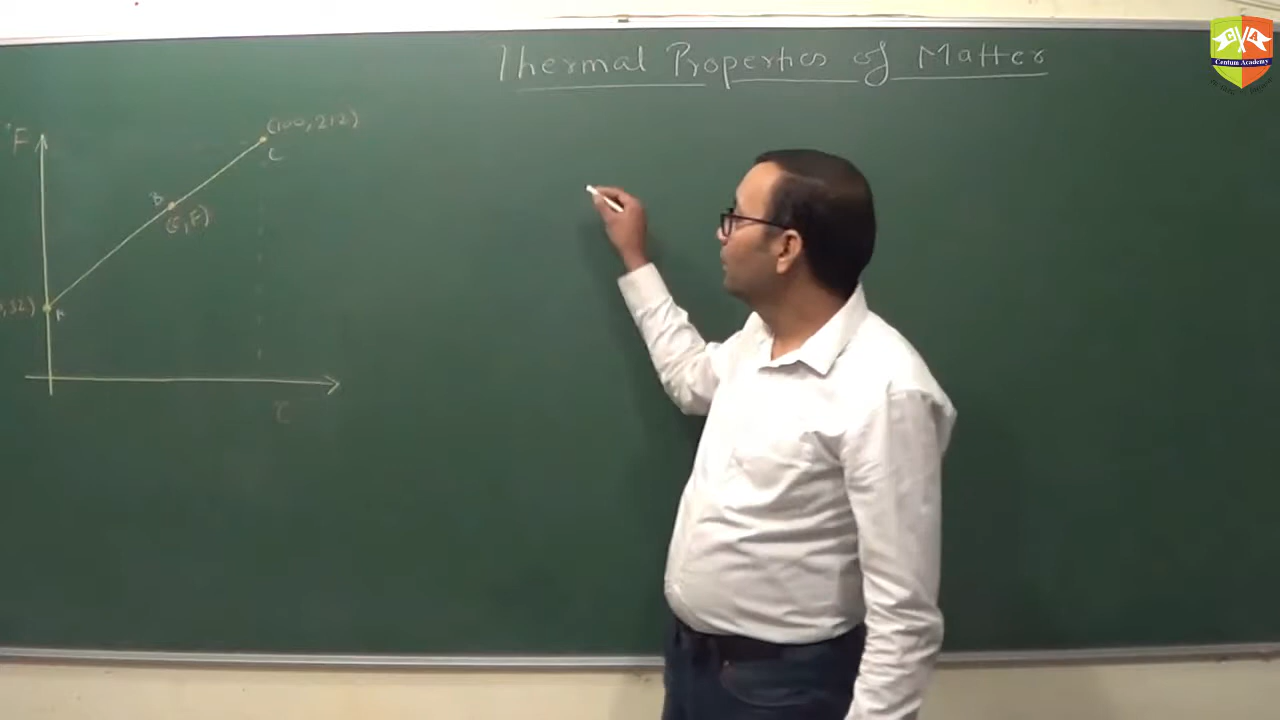 Thermal Properties of Matter
°F
(100, 212)
C
B
(C, F)
,32)
A
°C
Centum Academy